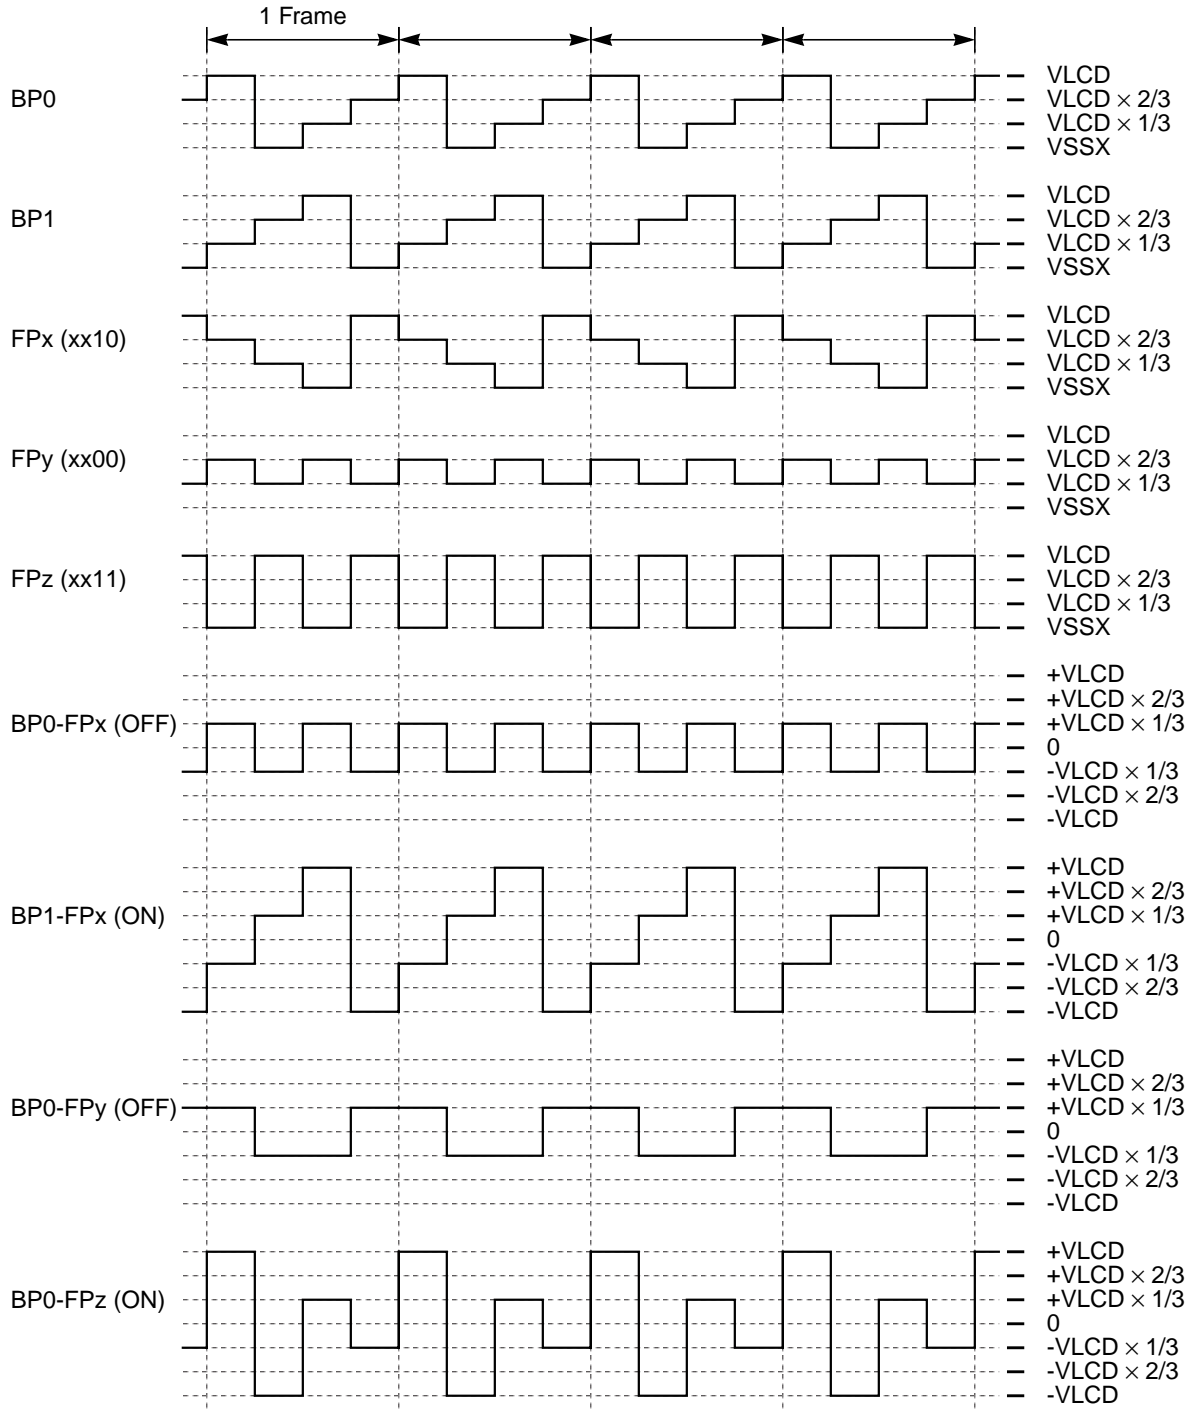 1 Frame
BP0
VLCD
VLCD × 2/3
VLCD × 1/3
VSSX
BP1
VLCD
VLCD × 2/3
VLCD × 1/3
VSSX
FPx (xx10)
VLCD
VLCD × 2/3
VLCD × 1/3
VSSX
FPy (xx00)
VLCD
VLCD × 2/3
VLCD × 1/3
VSSX
FPz (xx11)
VLCD
VLCD × 2/3
VLCD × 1/3
VSSX
BP0-FPx (OFF)
+VLCD
+VLCD × 2/3
+VLCD × 1/3
0
-VLCD × 1/3
-VLCD × 2/3
-VLCD
BP1-FPx (ON)
+VLCD
+VLCD × 2/3
+VLCD × 1/3
0
-VLCD × 1/3
-VLCD × 2/3
-VLCD
BP0-FPy (OFF)
+VLCD
+VLCD × 2/3
+VLCD × 1/3
0
-VLCD × 1/3
-VLCD × 2/3
-VLCD
BP0-FPz (ON)
+VLCD
+VLCD × 2/3
+VLCD × 1/3
0
-VLCD × 1/3
-VLCD × 2/3
-VLCD